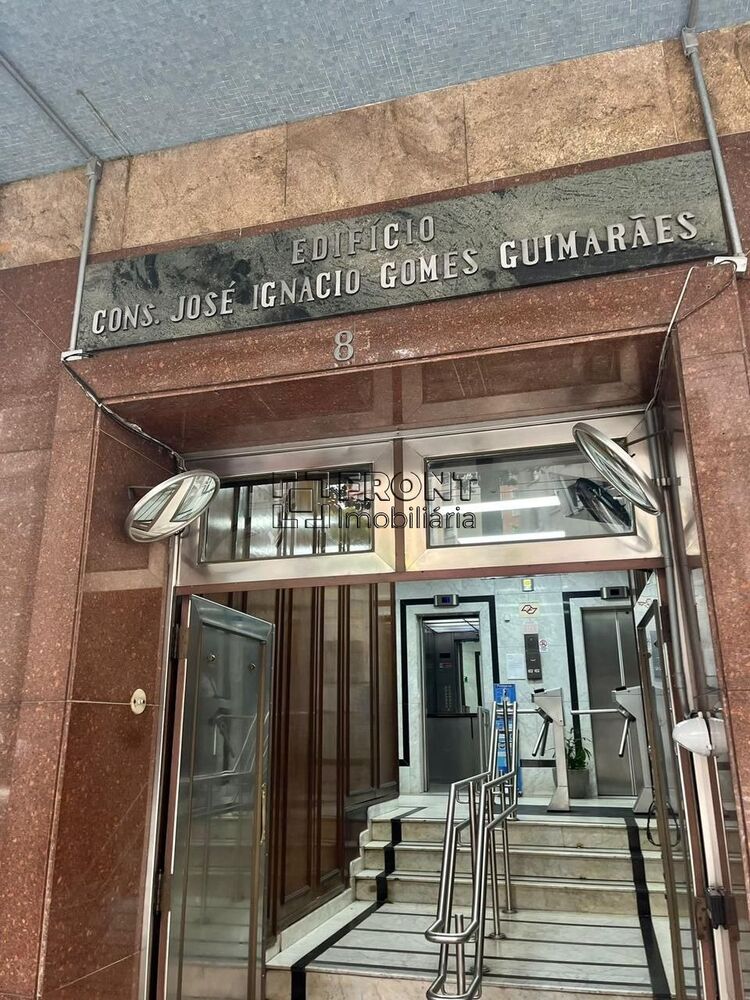 EDIFÍCIO
CONS. JOSÉ IGNACIO GOMES GUIMARÃES
8
FRONT
imobiliária